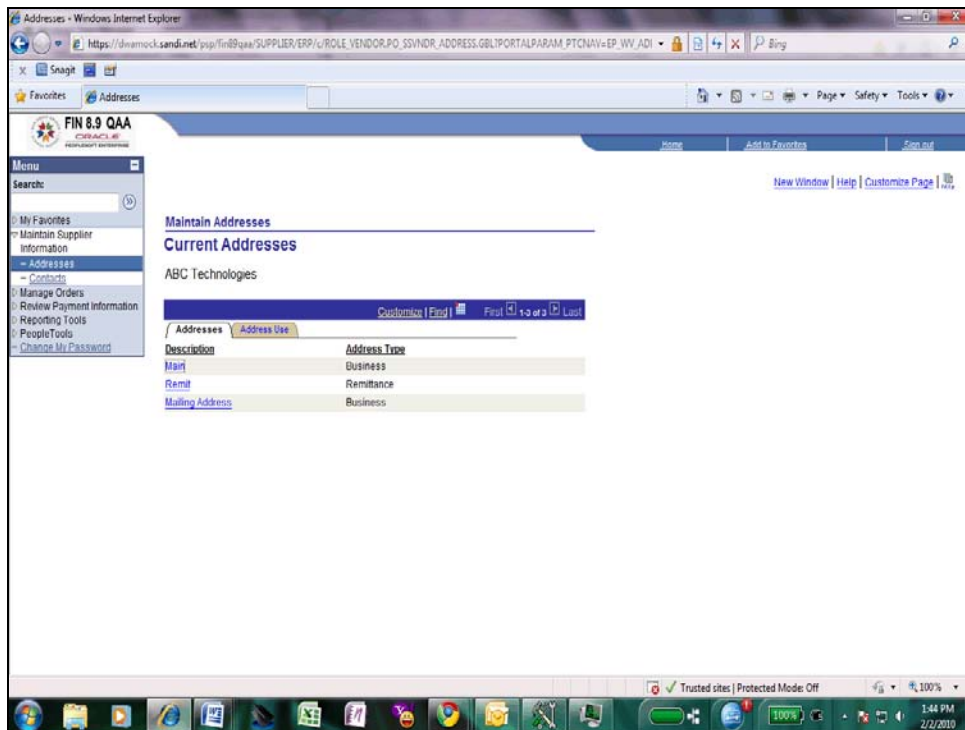 Addresses - Windows Internet Explorer
https://dwamock.sandi.net/psp/fin89qaa/SUPPLIER/ERP/c/ROLE_VENDOR.PO_SSVNDR_ADDRESS.GBL?PORTALPARAM_PTCNAV=EP_WV_ADI
Bing
x Snagit
Favorites Addresses
Page Safety Tools
FIN 8.9 QAA
ORACLE
PEOPLESOFT ENTERPRISE
Home Add to Favorites Sign out
Menu
Search:
New Window | Help | Customize Page |
My Favorites
Maintain Supplier
Information
– Addresses
– Contacts
Manage Orders
Review Payment Information
Reporting Tools
PeopleTools
– Change My Password
Maintain Addresses
Current Addresses
ABC Technologies
Customize | Find | First 1-3 of 3 Last
Addresses Address Use
Description Address Type
Main Business
Remit Remittance
Mailing Address Business
Trusted sites | Protected Mode: Off 100%
100% 1:44 PM
2/2/2010